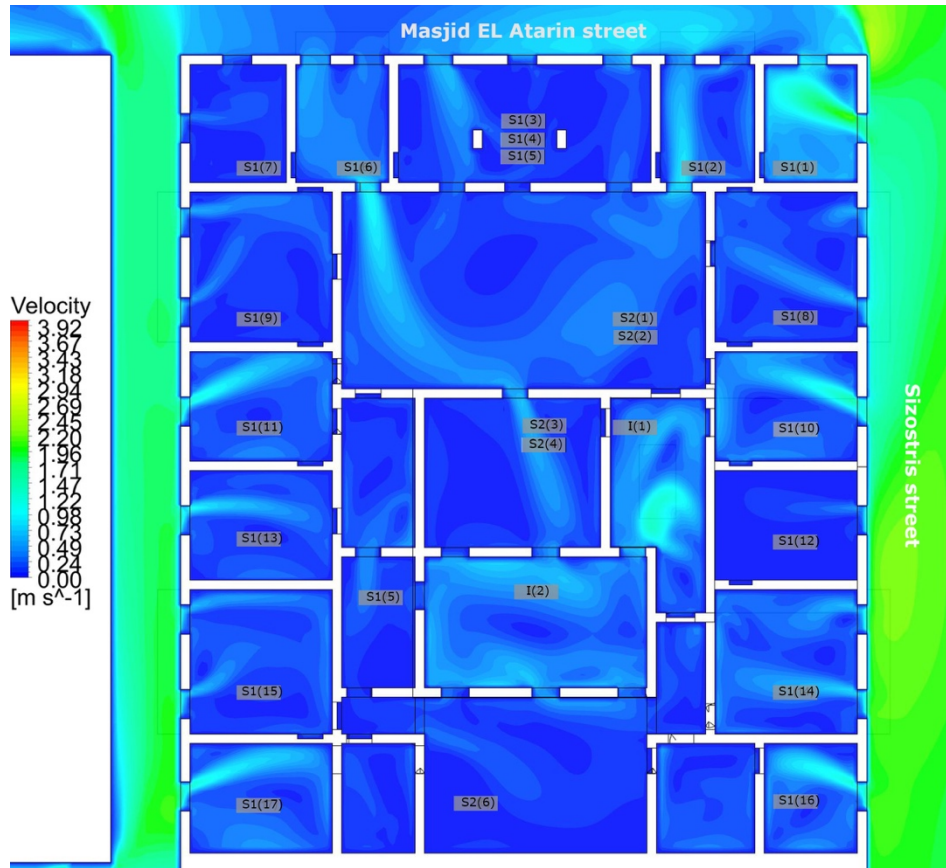 Masjid EL Atarin street
S1(3)
S1(4)
S1(5)
S1(7)
S1(6)
S1(2)
S1(1)
Velocity
3.92
3.67
3.43
3.18
2.94
2.69
2.45
2.20
1.96
1.71
1.47
1.22
0.98
0.73
0.49
0.24
0.00
[m s^-1]
S1(9)
S2(1)
S2(2)
S1(8)
S1(11)
S2(3)
S2(4)
I(1)
S1(10)
Sizostris street
S1(13)
S1(12)
S1(5)
I(2)
S1(15)
S1(14)
S1(17)
S2(6)
S1(16)